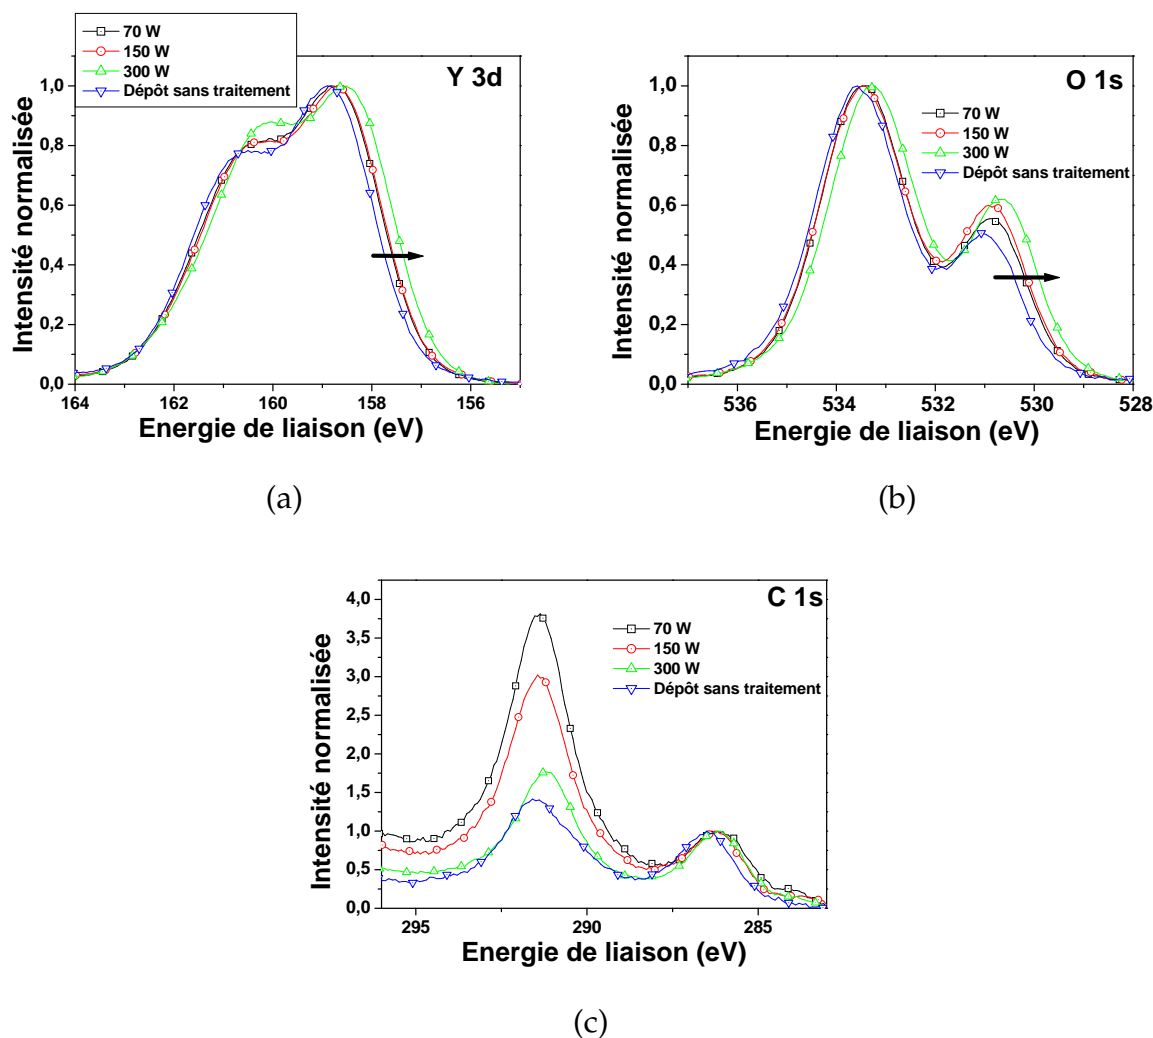 70 W
150 W
300 W
Dépôt sans traitement
Y 3d
1,0
0,8
0,6
0,4
0,2
0,0
Intensité normalisée
164 162 160 158 156
Energie de liaison (eV)
(a)
O 1s
70 W
150 W
300 W
Dépôt sans traitement
1,0
0,8
0,6
0,4
0,2
0,0
Intensité normalisée
536 534 532 530 528
Energie de liaison (eV)
(b)
C 1s
70 W
150 W
300 W
Dépôt sans traitement
4,0
3,5
3,0
2,5
2,0
1,5
1,0
0,5
0,0
Intensité normalisée
295 290 285
Energie de liaison (eV)
(c)